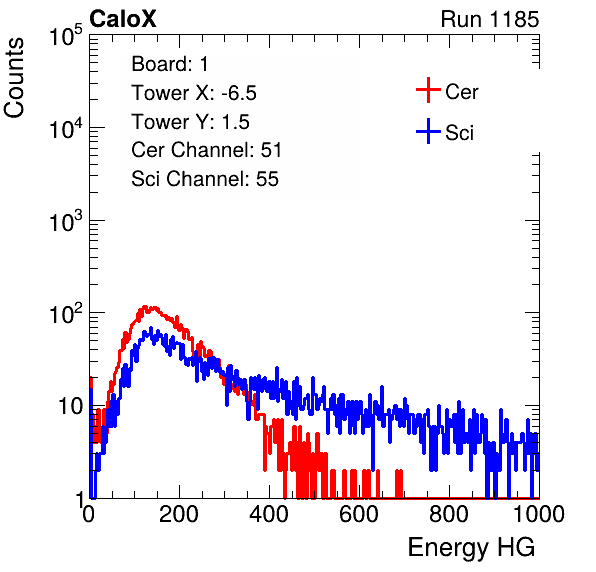 CaloX Run 1185
Counts
10^5
10^4
10^3
10^2
10
1
Board: 1
Tower X: -6.5
Tower Y: 1.5
Cer Channel: 51
Sci Channel: 55
Cer
Sci
0 200 400 600 800 1000
Energy HG